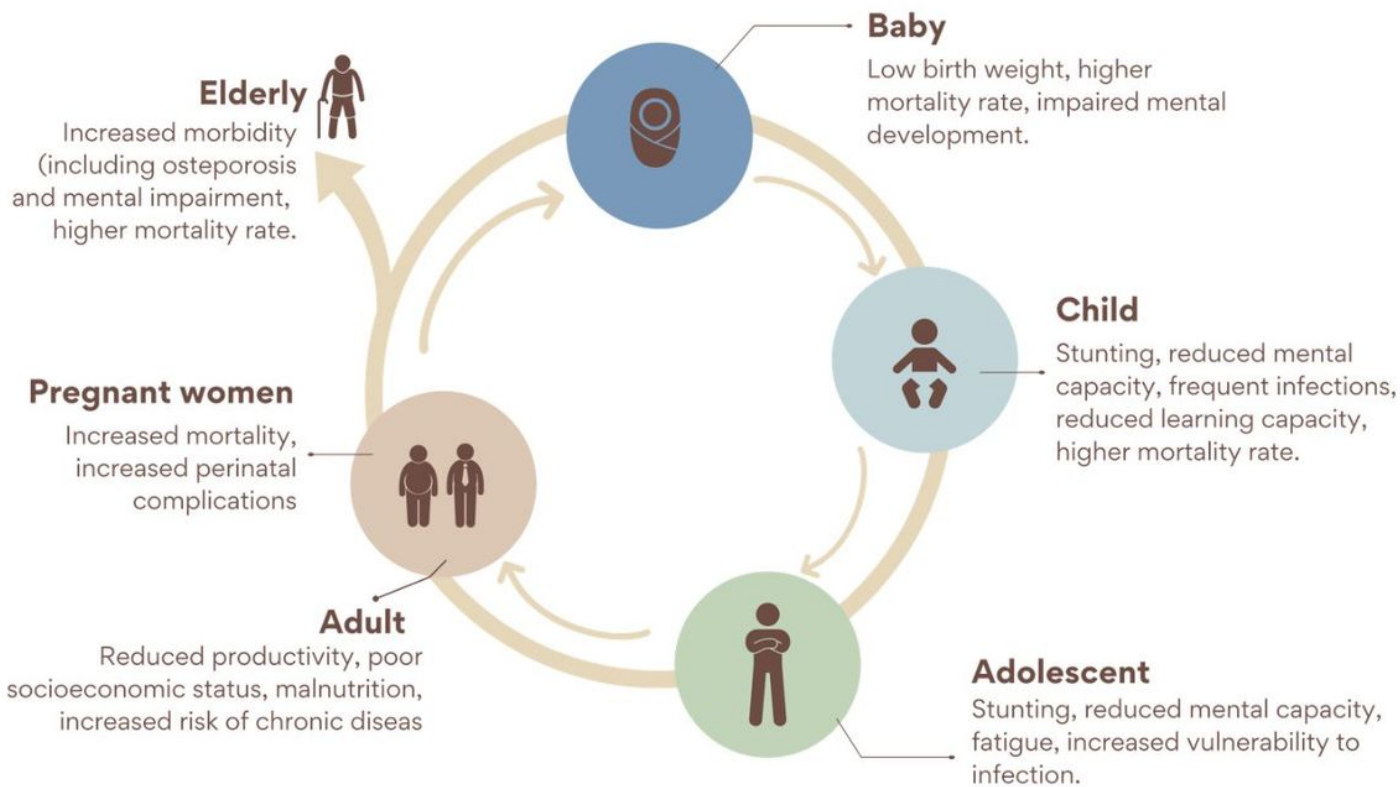 Baby
Low birth weight, higher
mortality rate, impaired mental
development.
Elderly
Increased morbidity
(including osteporosis
and mental impairment,
higher mortality rate.
Child
Stunting, reduced mental
capacity, frequent infections,
reduced learning capacity,
higher mortality rate.
Pregnant women
Increased mortality,
increased perinatal
complications
Adult
Reduced productivity, poor
socioeconomic status, malnutrition,
increased risk of chronic diseas
Adolescent
Stunting, reduced mental capacity,
fatigue, increased vulnerability to
infection.